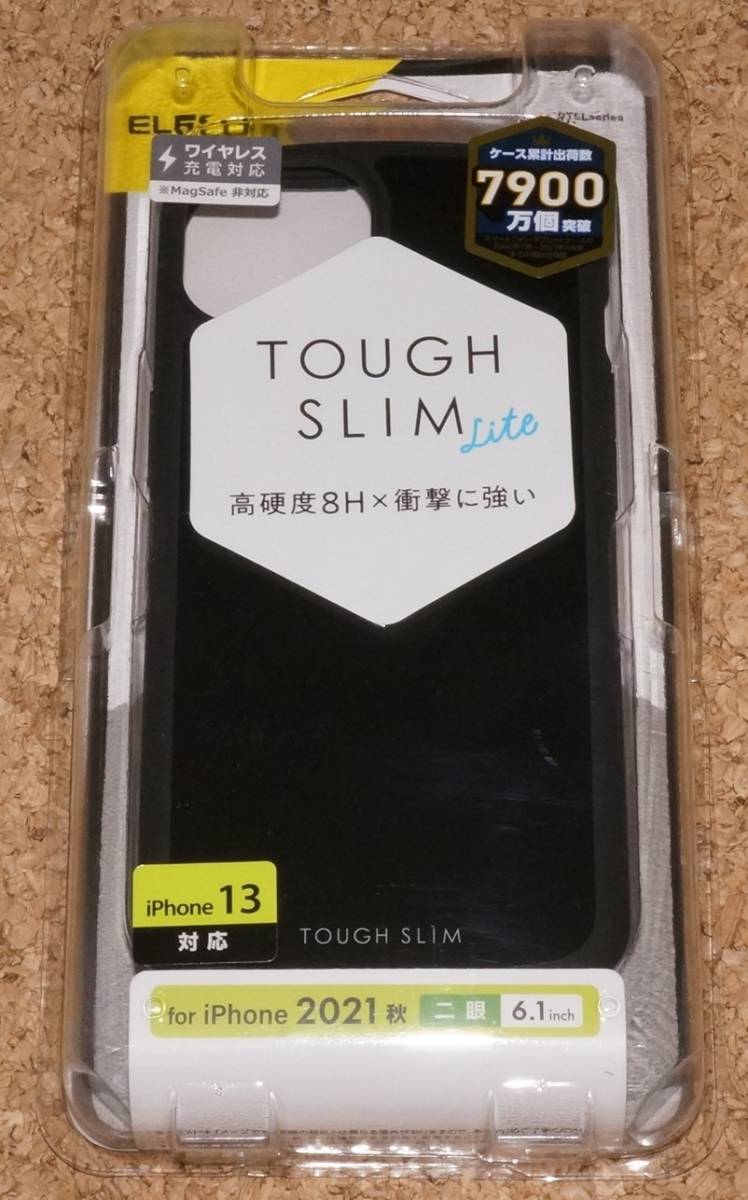 ELECOM
ワイヤレス
充電対応
※MagSafe 非対応
ケース累計出荷数
7900
万個 突破
TOUGH
SLIM Lite
高硬度8H×衝撃に強い
iPhone 13
対応
TOUGH SLIM
for iPhone 2021 秋 二眼 6.1inch